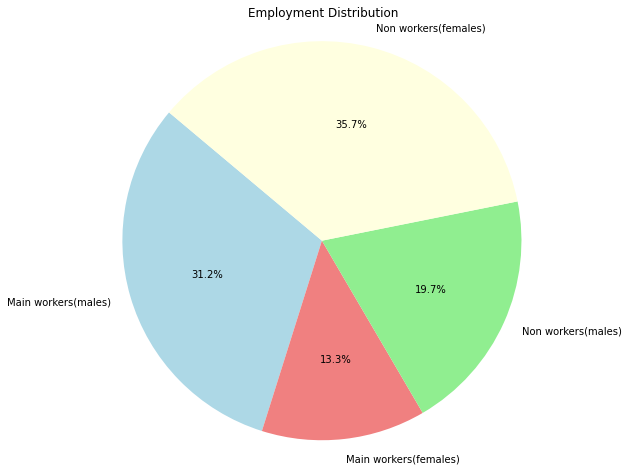 Employment Distribution
Non workers(females)
35.7%
31.2%
19.7%
Main workers(males)
Non workers(males)
13.3%
Main workers(females)